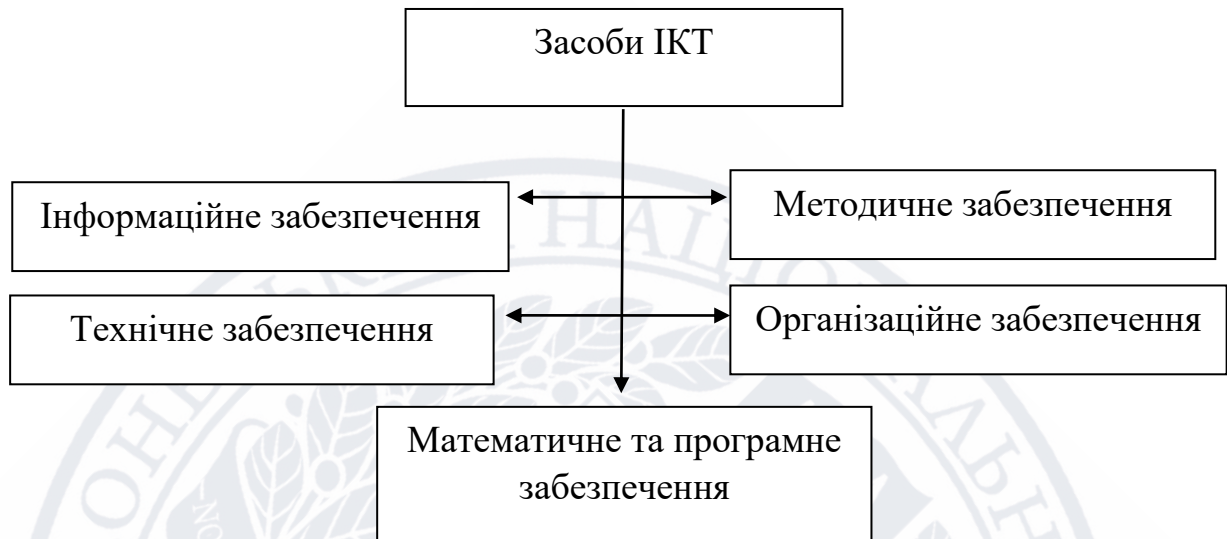 Засоби ІКТ
Інформаційне забезпечення
Методичне забезпечення
Технічне забезпечення
Організаційне забезпечення
Математичне та програмне
забезпечення